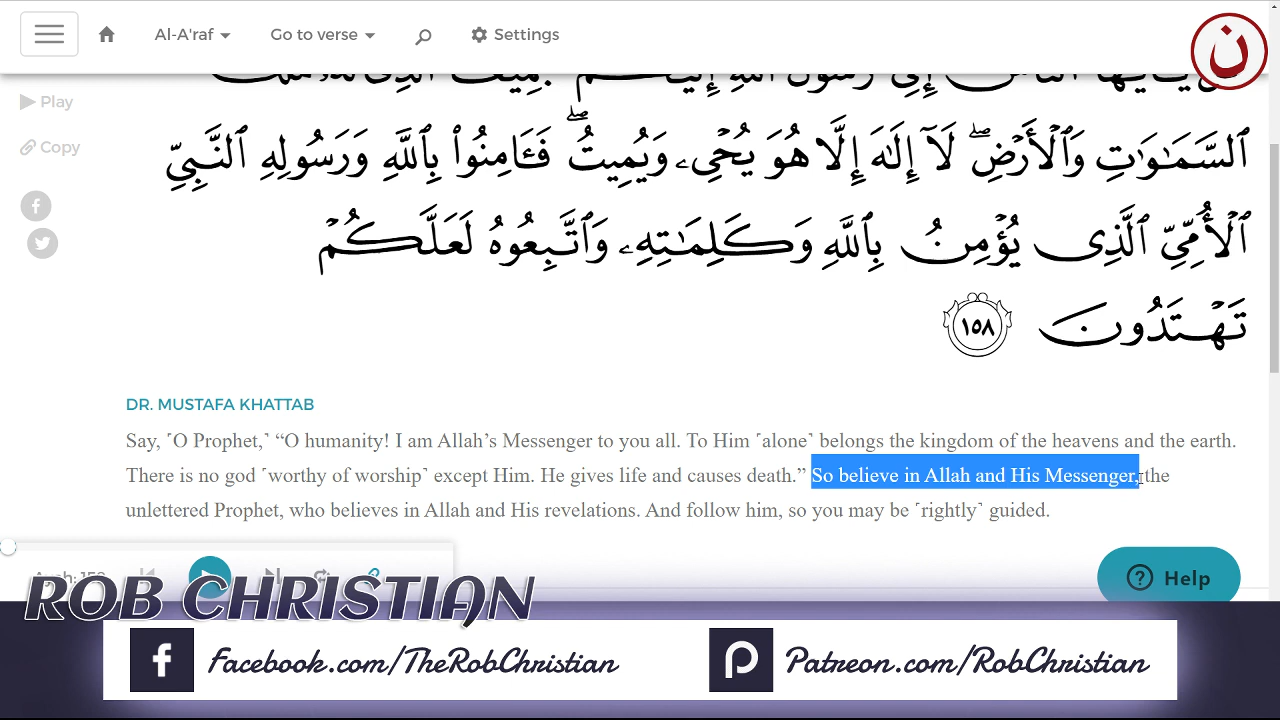 Al-A'raf
Go to verse
Settings
ن
Play
Copy
ٱلسَّمَـٰوَٰتِ وَٱلْأَرْضِ ۖ لَآ إِلَـٰهَ إِلَّا هُوَ يُحْىِۦ وَيُمِيتُ ۖ فَـَٔامِنُوا۟ بِٱللَّهِ وَرَسُولِهِ ٱلنَّبِىِّ
ٱلْأُمِّىِّ ٱلَّذِى يُؤْمِنُ بِٱللَّهِ وَكَلِمَـٰتِهِۦ وَٱتَّبِعُوهُ لَعَلَّكُمْ
تَهْتَدُونَ ١٥٨
DR. MUSTAFA KHATTAB
Say, ˹O Prophet,˺ “O humanity! I am Allah’s Messenger to you all. To Him ˹alone˺ belongs the kingdom of the heavens and the earth.
There is no god ˹worthy of worship˺ except Him. He gives life and causes death.” So believe in Allah and His Messenger, the
unlettered Prophet, who believes in Allah and His revelations. And follow him, so you may be ˹rightly˺ guided.
Help
ROB CHRISTIAN
Facebook.com/TheRobChristian
Patreon.com/RobChristian